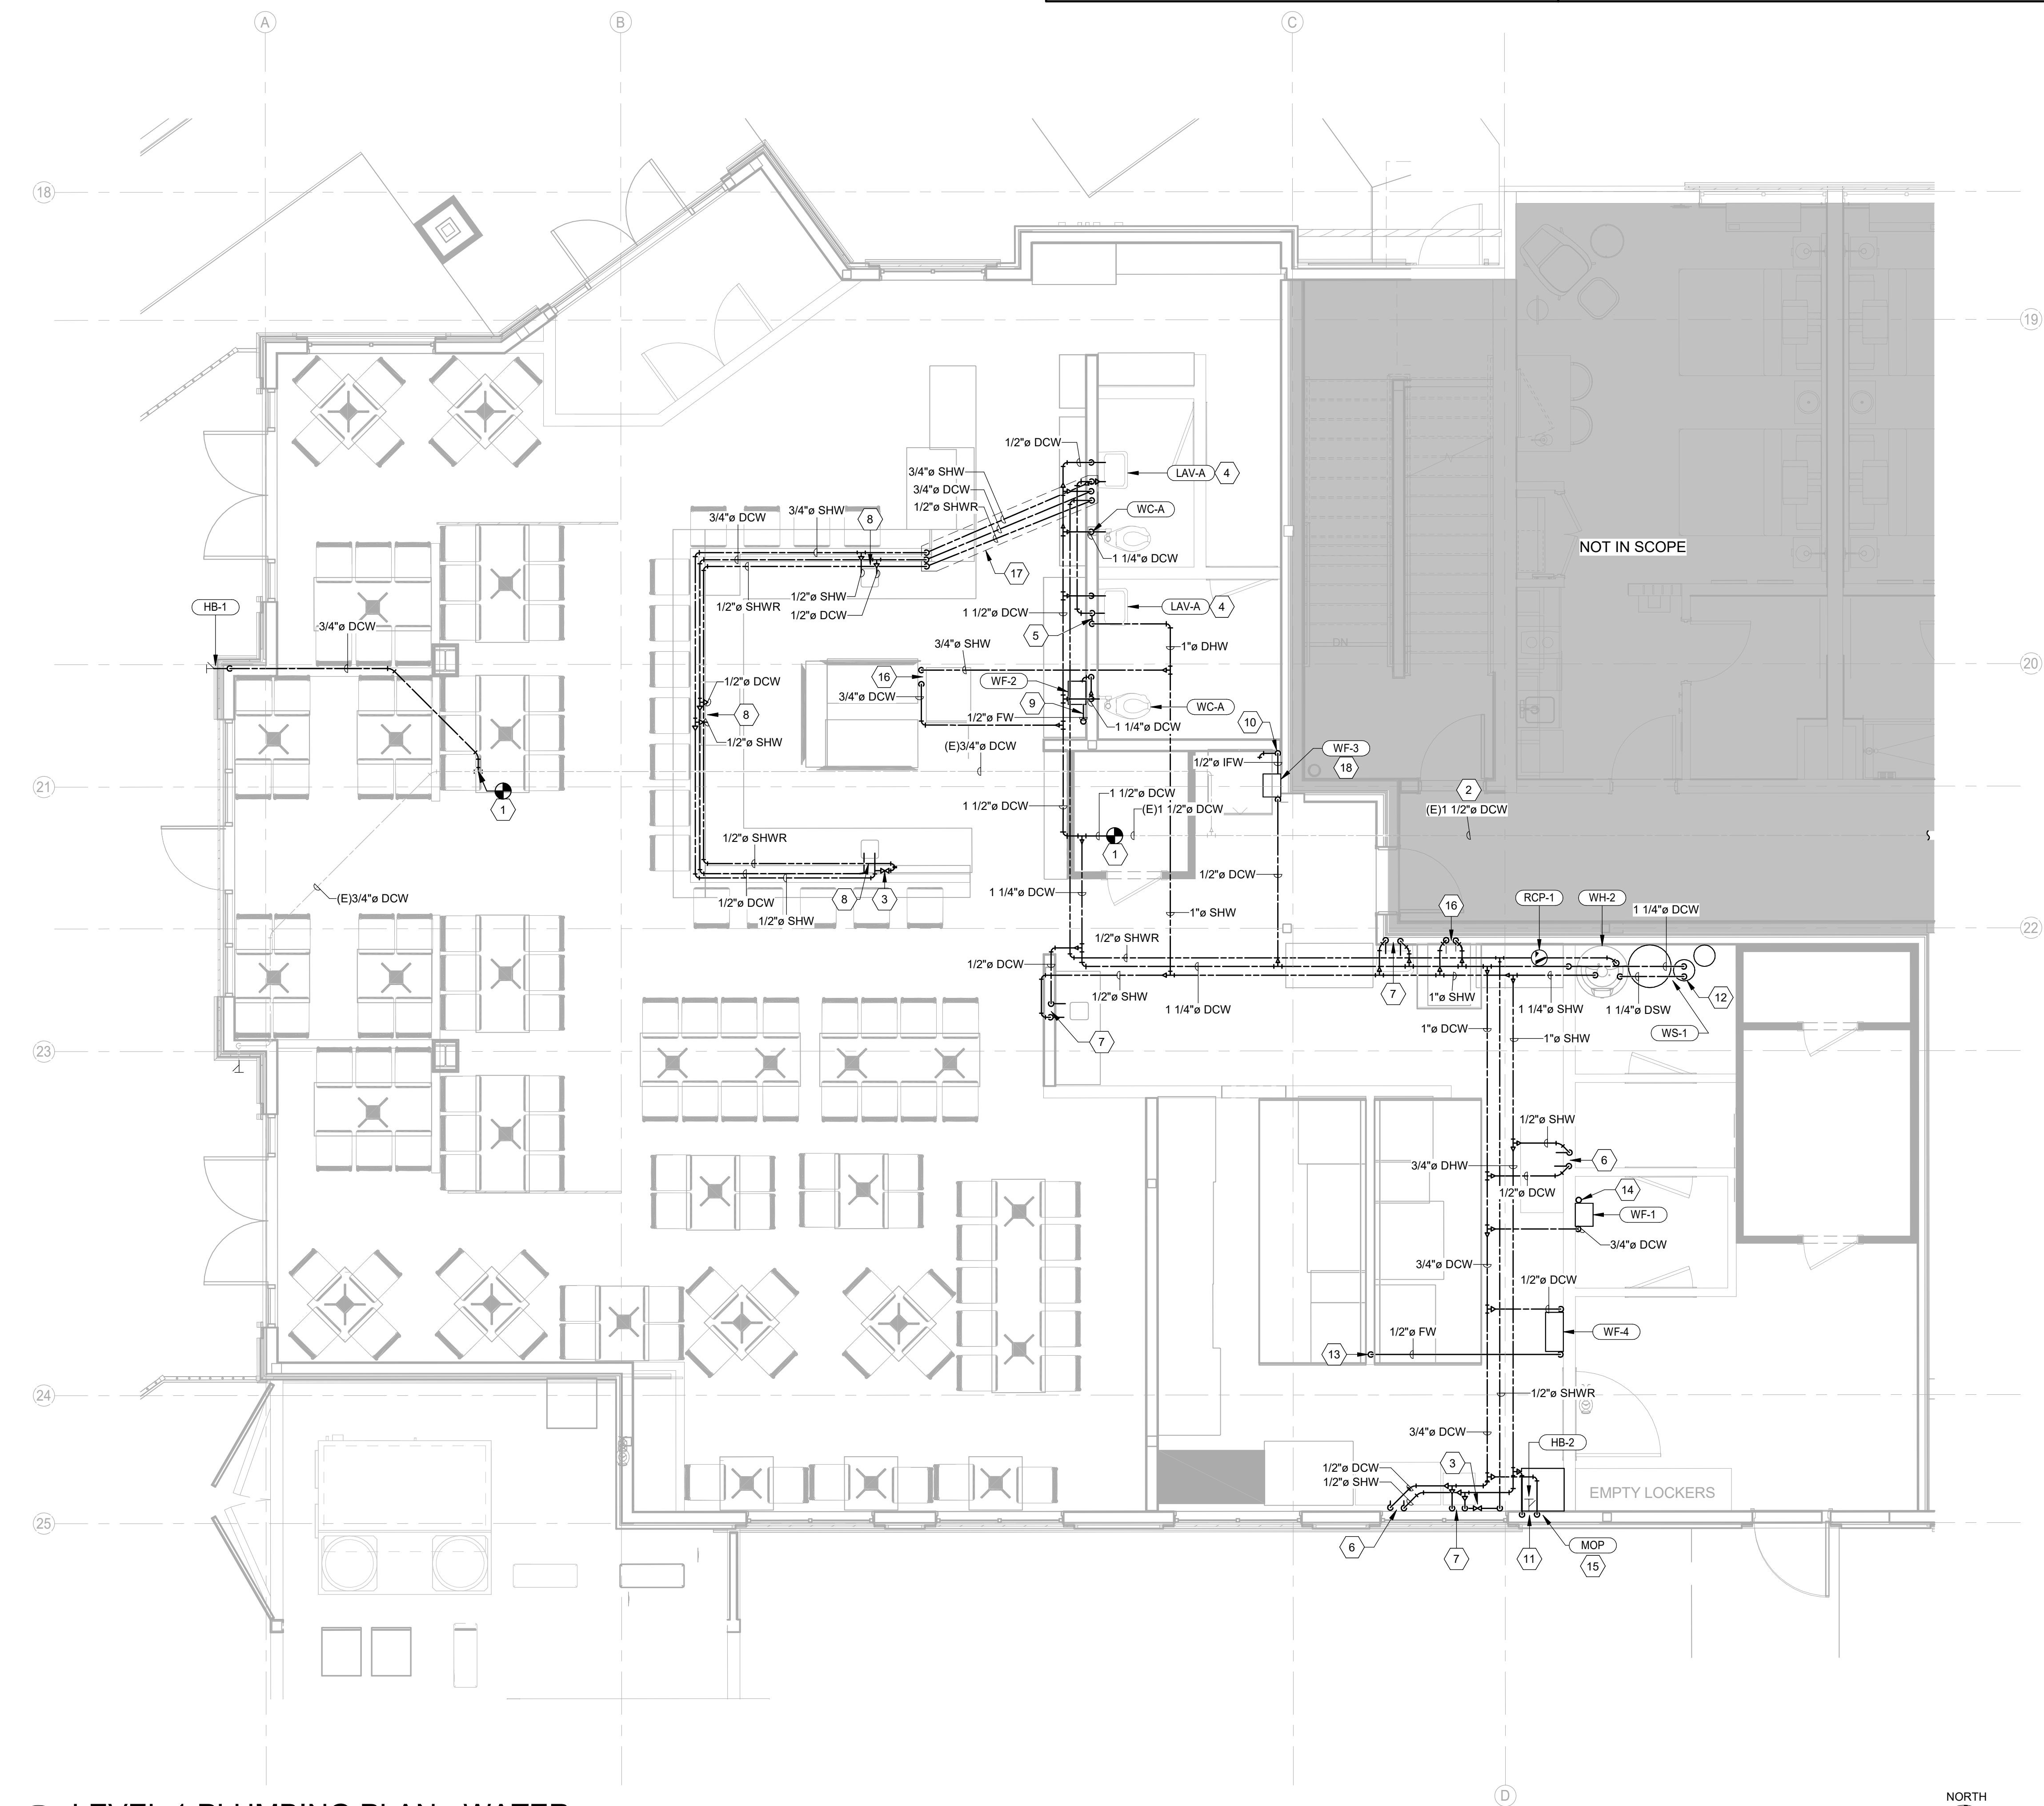 A
B
C
18
19
1/2"ø DCW
3/4"ø SHW
3/4"ø DCW
1/2"ø SHWR
LAV-A
4
3/4"ø DCW
3/4"ø SHW
8
WC-A
1 1/4"ø DCW
NOT IN SCOPE
17
1/2"ø SHW
1/2"ø DCW
1/2"ø SHWR
HB-1
3/4"ø DCW
1 1/2"ø DCW
LAV-A
4
5
3/4"ø SHW
1"ø DHW
20
16
WF-2
1/2"ø DCW
3/4"ø DCW
9
WC-A
8
1/2"ø FW
1 1/4"ø DCW
1/2"ø SHW
(E)3/4"ø DCW
10
WF-3
18
1/2"ø IFW
21
1
2
(E)1 1/2"ø DCW
1 1/2"ø DCW
1 1/2"ø DCW
(E)1 1/2"ø DCW
1
1/2"ø SHWR
1/2"ø DCW
(E)3/4"ø DCW
1 1/4"ø DCW
8
3
1/2"ø DCW
1/2"ø SHW
1"ø SHW
16
RCP-1
WH-2
1 1/4"ø DCW
22
1/2"ø SHWR
1/2"ø DCW
1/2"ø SHW
1 1/4"ø DCW
7
1"ø SHW
1 1/4"ø SHW
1 1/4"ø DSW
12
WS-1
7
1"ø DCW
1"ø SHW
23
1/2"ø SHW
3/4"ø DHW
6
1/2"ø DCW
14
WF-1
3/4"ø DCW
3/4"ø DCW
1/2"ø DCW
1/2"ø FW
WF-4
13
24
1/2"ø SHWR
3/4"ø DCW
HB-2
3
1/2"ø DCW
1/2"ø SHW
EMPTY LOCKERS
25
6
7
11
MOP
15
D
LEVEL 1 PLUMBING PLAN - WATER
NORTH